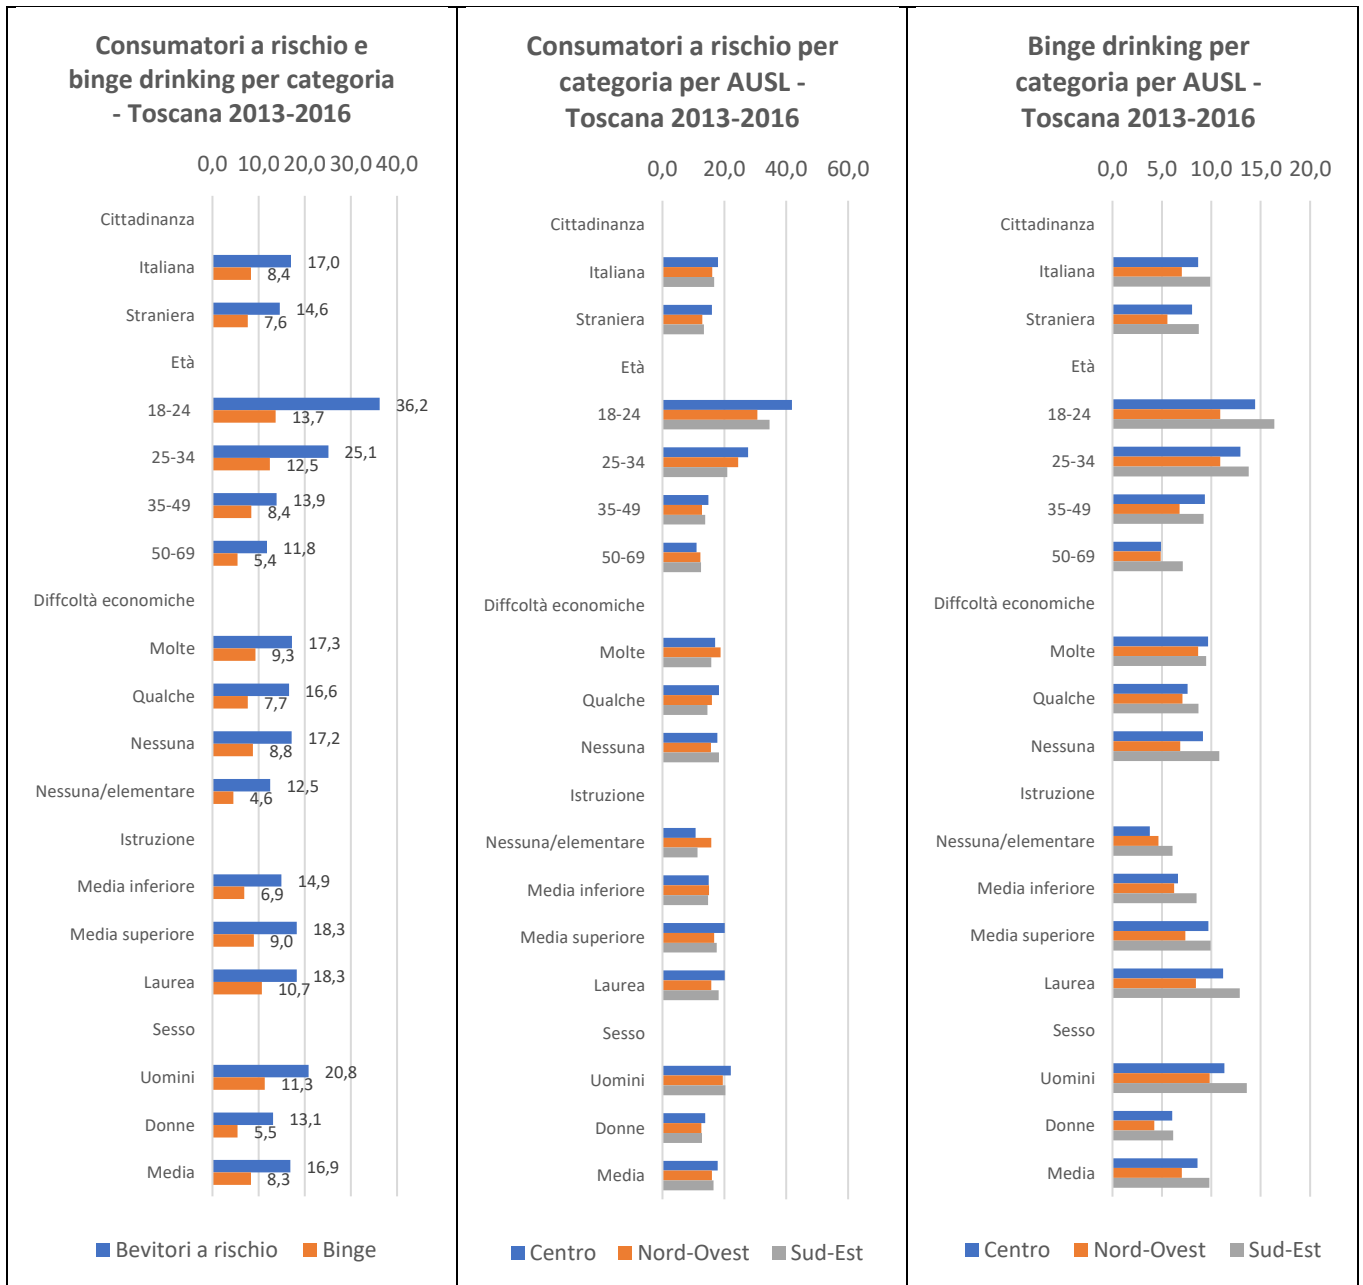 Consumatori a rischio e
binge drinking per categoria
- Toscana 2013-2016
0,0 10,0 20,0 30,0 40,0
Cittadinanza
Italiana 17,0
8,4
Straniera 14,6
7,6
Età
18-24 36,2
13,7
25-34 25,1
12,5
35-49 13,9
8,4
50-69 11,8
5,4
Diffcoltà economiche
Molte 17,3
9,3
Qualche 16,6
7,7
Nessuna 17,2
8,8
Nessuna/elementare 12,5
4,6
Istruzione
Media inferiore 14,9
6,9
Media superiore 18,3
9,0
Laurea 18,3
10,7
Sesso
Uomini 20,8
11,3
Donne 13,1
5,5
Media 16,9
8,3
Bevitori a rischio Binge
Consumatori a rischio per
categoria per AUSL -
Toscana 2013-2016
0,0 20,0 40,0 60,0
Cittadinanza
Italiana
Straniera
Età
18-24
25-34
35-49
50-69
Diffcoltà economiche
Molte
Qualche
Nessuna
Istruzione
Nessuna/elementare
Media inferiore
Media superiore
Laurea
Sesso
Uomini
Donne
Media
Centro Nord-Ovest Sud-Est
Binge drinking per
categoria per AUSL -
Toscana 2013-2016
0,0 5,0 10,0 15,0 20,0
Cittadinanza
Italiana
Straniera
Età
18-24
25-34
35-49
50-69
Diffcoltà economiche
Molte
Qualche
Nessuna
Istruzione
Nessuna/elementare
Media inferiore
Media superiore
Laurea
Sesso
Uomini
Donne
Media
Centro Nord-Ovest Sud-Est